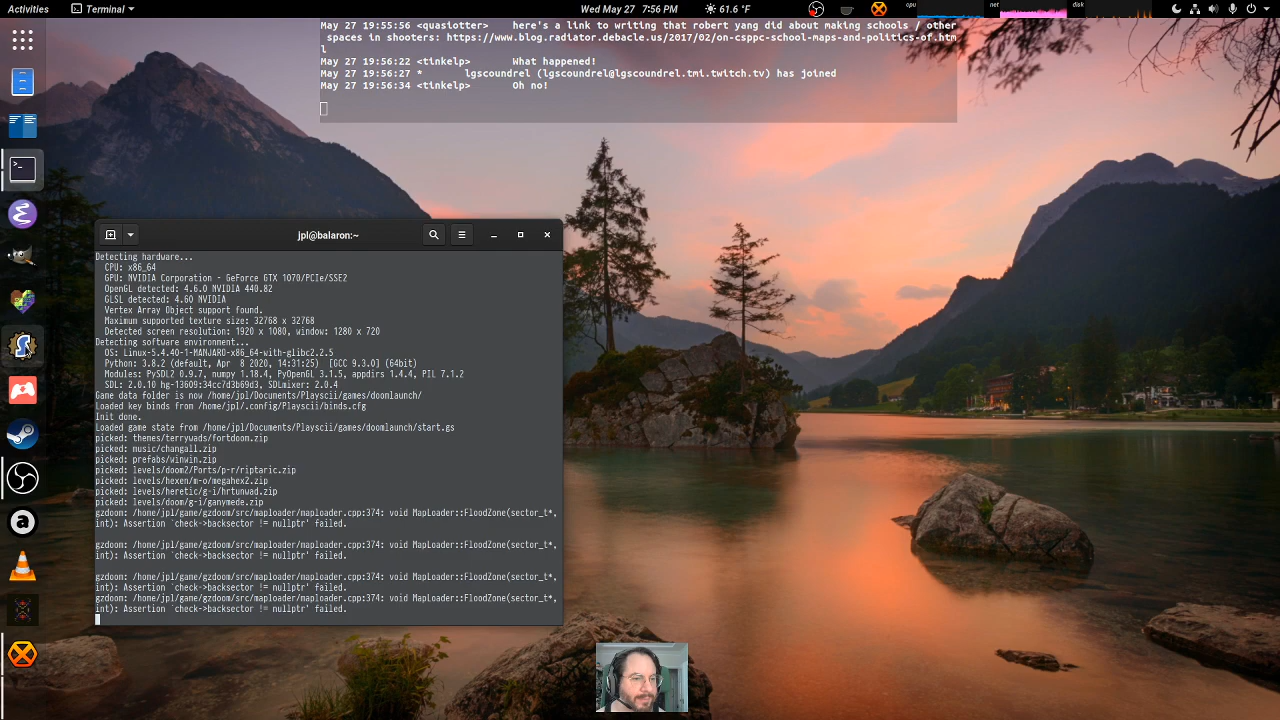 Activities
Terminal
Wed May 27 7:56 PM
61.6 °F
cpu
net
disk
May 27 19:55:56 <quasiotter> here's a link to writing that robert yang did about making schools / other
spaces in shooters: https://www.blog.radiator.debacle.us/2017/02/on-csppc-school-maps-and-politics-of.htm
l
May 27 19:56:22 <tinkelp> What happened!
May 27 19:56:27 * lgscoundrel (lgscoundrel@lgscoundrel.tmi.twitch.tv) has joined
May 27 19:56:34 <tinkelp> Oh no!
jpl@balaron:~
Detecting hardware...
CPU: x86_64
GPU: NVIDIA Corporation - GeForce GTX 1070/PCIe/SSE2
OpenGL detected: 4.6.0 NVIDIA 440.82
GLSL detected: 4.60 NVIDIA
Vertex Array Object support found.
Maximum supported texture size: 32768 x 32768
Detected screen resolution: 1920 x 1080, window: 1280 x 720
Detecting software environment...
OS: Linux-5.4.40-1-MANJARO-x86_64-with-glibc2.2.5
Python: 3.8.2 (default, Apr 8 2020, 14:31:25) [GCC 9.3.0] (64bit)
Modules: PySDL2 0.9.7, numpy 1.18.4, PyOpenGL 3.1.5, appdirs 1.4.4, PIL 7.1.2
SDL: 2.0.10 hg-13609:34cc7d3b69d3, SDLmixer: 2.0.4
Game data folder is now /home/jpl/Documents/Playscii/games/doomlaunch/
Loaded key binds from /home/jpl/.config/Playscii/binds.cfg
Init done.
Loaded game state from /home/jpl/Documents/Playscii/games/doomlaunch/start.gs
picked: themes/terrywads/fortdoom.zip
picked: music/changall.zip
picked: prefabs/winwin.zip
picked: levels/doom2/Ports/p-r/riptaric.zip
picked: levels/hexen/m-o/megahex2.zip
picked: levels/heretic/g-i/hrtunwad.zip
picked: levels/doom/g-i/ganymede.zip
gzdoom: /home/jpl/game/gzdoom/src/maploader/maploader.cpp:374: void MapLoader::FloodZone(sector_t*,
int): Assertion `check->backsector != nullptr' failed.
gzdoom: /home/jpl/game/gzdoom/src/maploader/maploader.cpp:374: void MapLoader::FloodZone(sector_t*,
int): Assertion `check->backsector != nullptr' failed.
gzdoom: /home/jpl/game/gzdoom/src/maploader/maploader.cpp:374: void MapLoader::FloodZone(sector_t*,
int): Assertion `check->backsector != nullptr' failed.
gzdoom: /home/jpl/game/gzdoom/src/maploader/maploader.cpp:374: void MapLoader::FloodZone(sector_t*,
int): Assertion `check->backsector != nullptr' failed.